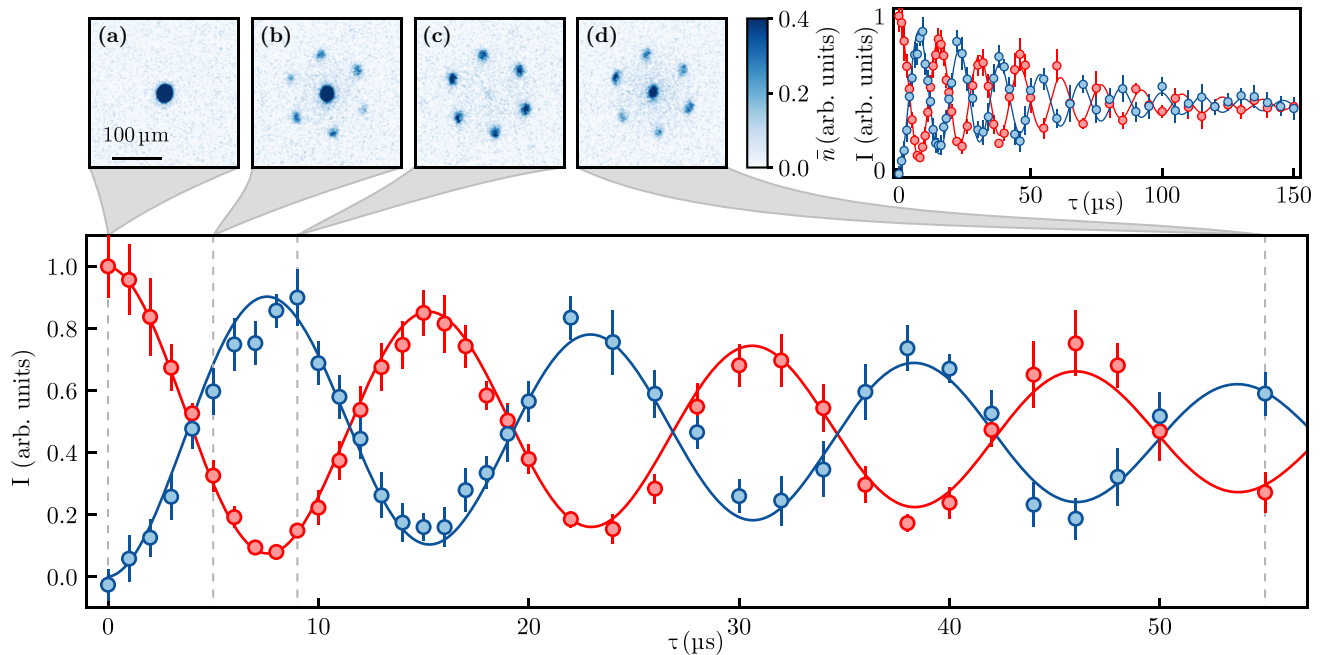 (a)
(b)
(c)
(d)
100 µm
0.4
0.2
0.0
n̄ (arb. units)
1
0
I (arb. units)
0
50
100
150
τ (µs)
1.0
0.8
0.6
0.4
0.2
0.0
I (arb. units)
0
10
20
30
40
50
τ (µs)